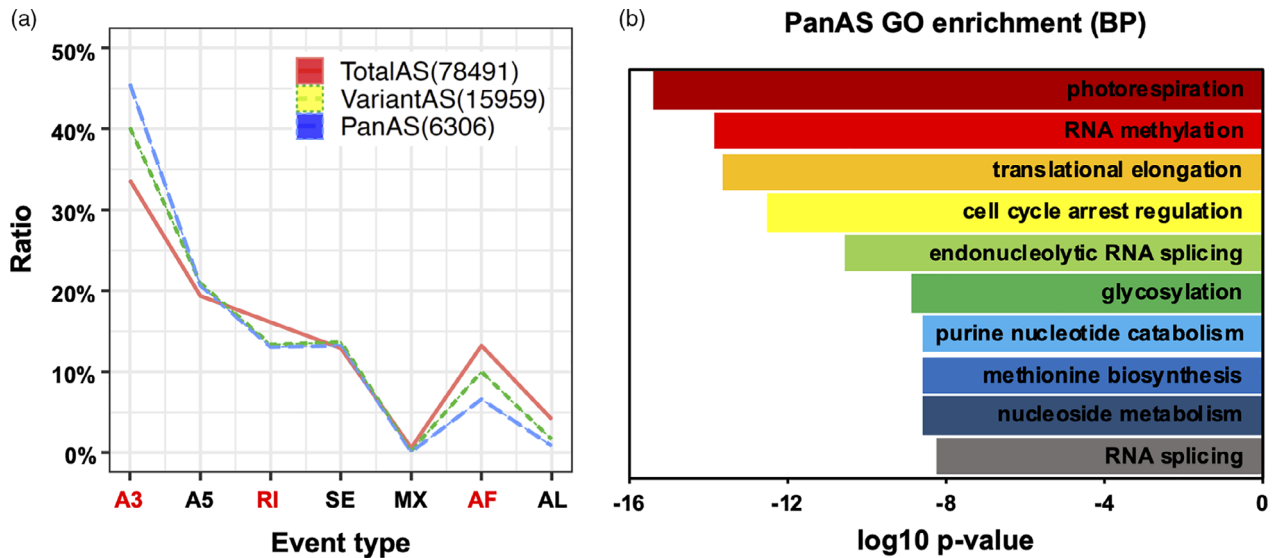 (a)
50%
40%
30%
20%
10%
0%
Ratio
TotalAS(78491)
VariantAS(15959)
PanAS(6306)
A3 A5 RI SE MX AF AL
Event type
(b)
PanAS GO enrichment (BP)
photorespiration
RNA methylation
translational elongation
cell cycle arrest regulation
endonucleolytic RNA splicing
glycosylation
purine nucleotide catabolism
methionine biosynthesis
nucleoside metabolism
RNA splicing
-16 -12 -8 -4 0
log10 p-value